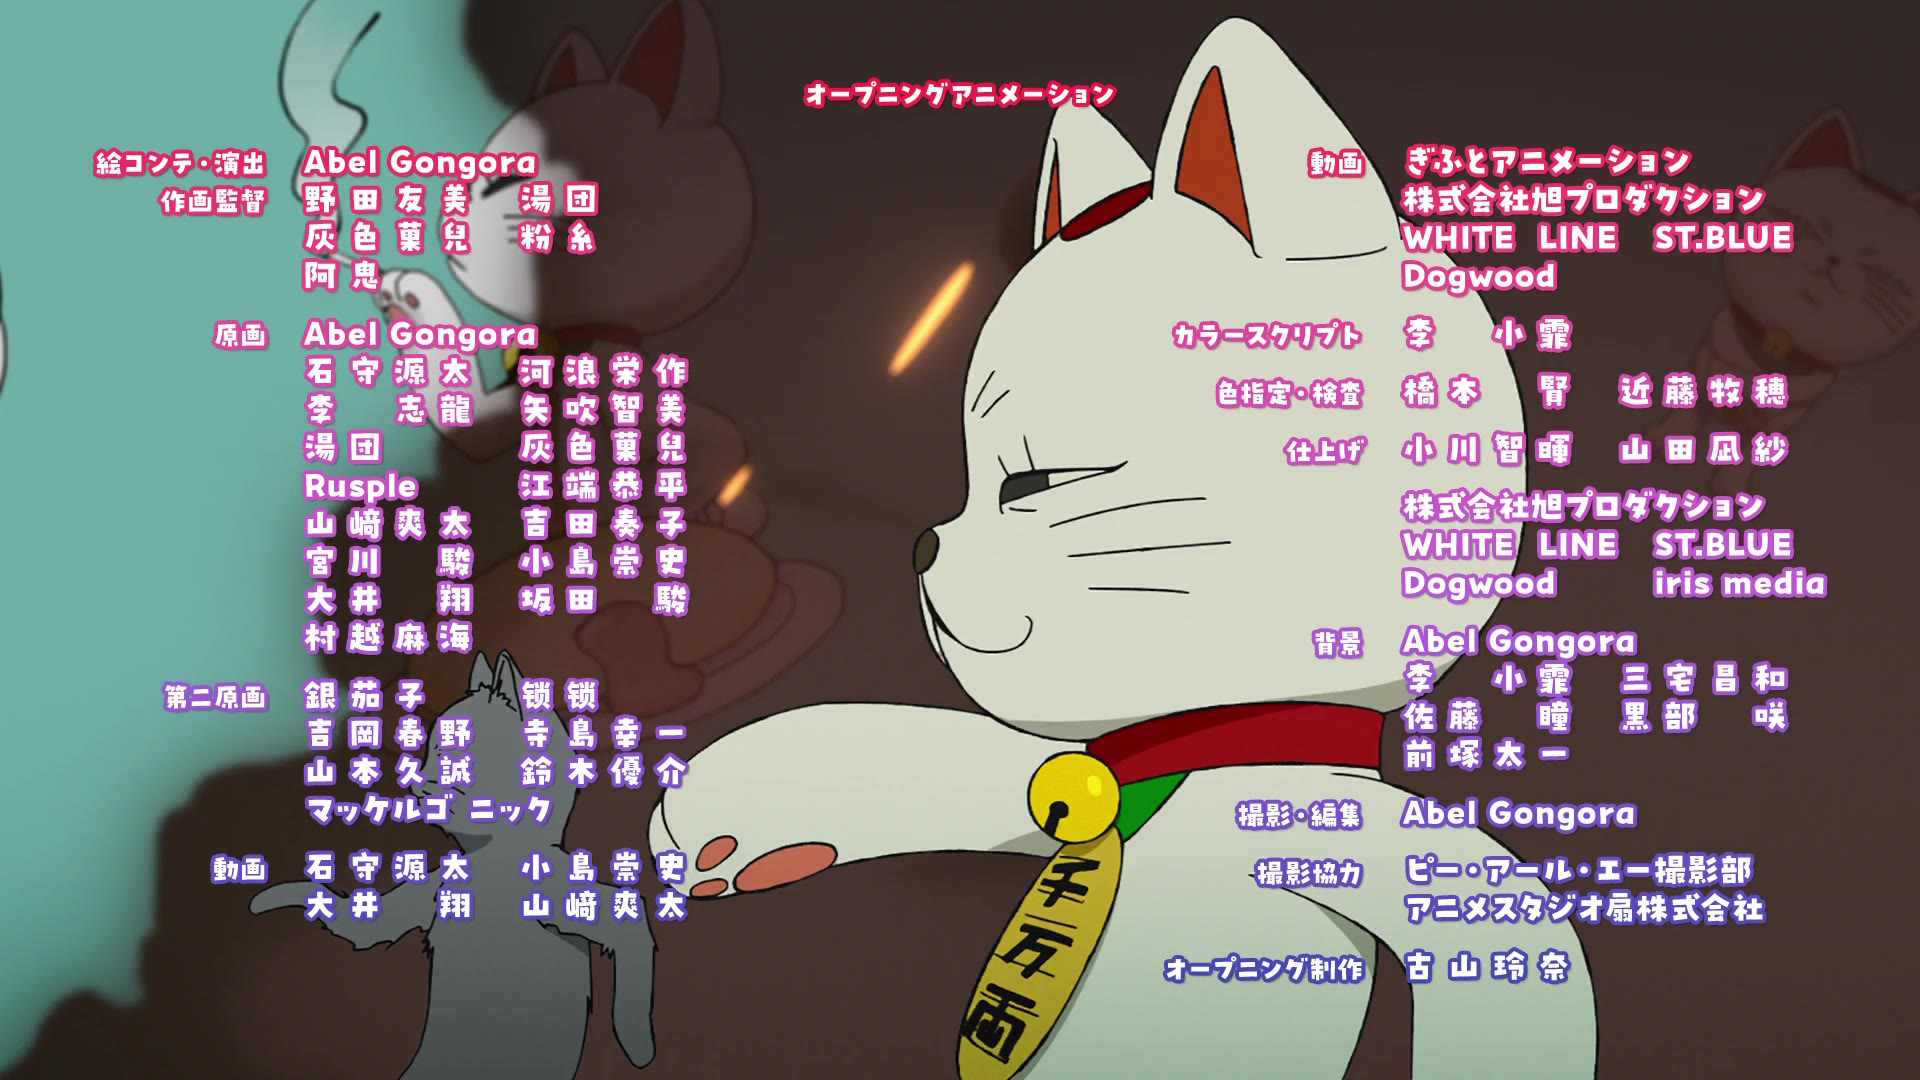 オープニングアニメーション
絵コンテ・演出 Abel Gongora
作画監督 野田友美 湯団
灰色菓兒 粉糸
阿鬼
原画 Abel Gongora
石守源太 河浪栄作
李 志龍 矢吹智美
湯団 灰色菓兒
Rusple 江端恭平
山﨑爽太 吉田奏子
宮川 駿 小島崇史
大井 翔 坂田 駿
村越麻海
第二原画 銀茄子 锁锁
吉岡春野 寺島幸一
山本久誠 鈴木優介
マッケルゴ ニック
動画 石守源太 小島崇史
大井 翔 山﨑爽太
動画 ぎふとアニメーション
株式会社旭プロダクション
WHITE LINE ST.BLUE
Dogwood
カラースクリプト 李 小霏
色指定・検査 橋本 賢 近藤牧穂
仕上げ 小川智暉 山田凪紗
株式会社旭プロダクション
WHITE LINE ST.BLUE
Dogwood iris media
背景 Abel Gongora
李 小霏 三宅昌和
佐藤 瞳 黒部 咲
前塚太一
撮影・編集 Abel Gongora
撮影協力 ピー・アール・エー撮影部
アニメスタジオ扇株式会社
オープニング制作 古山玲奈
千万両